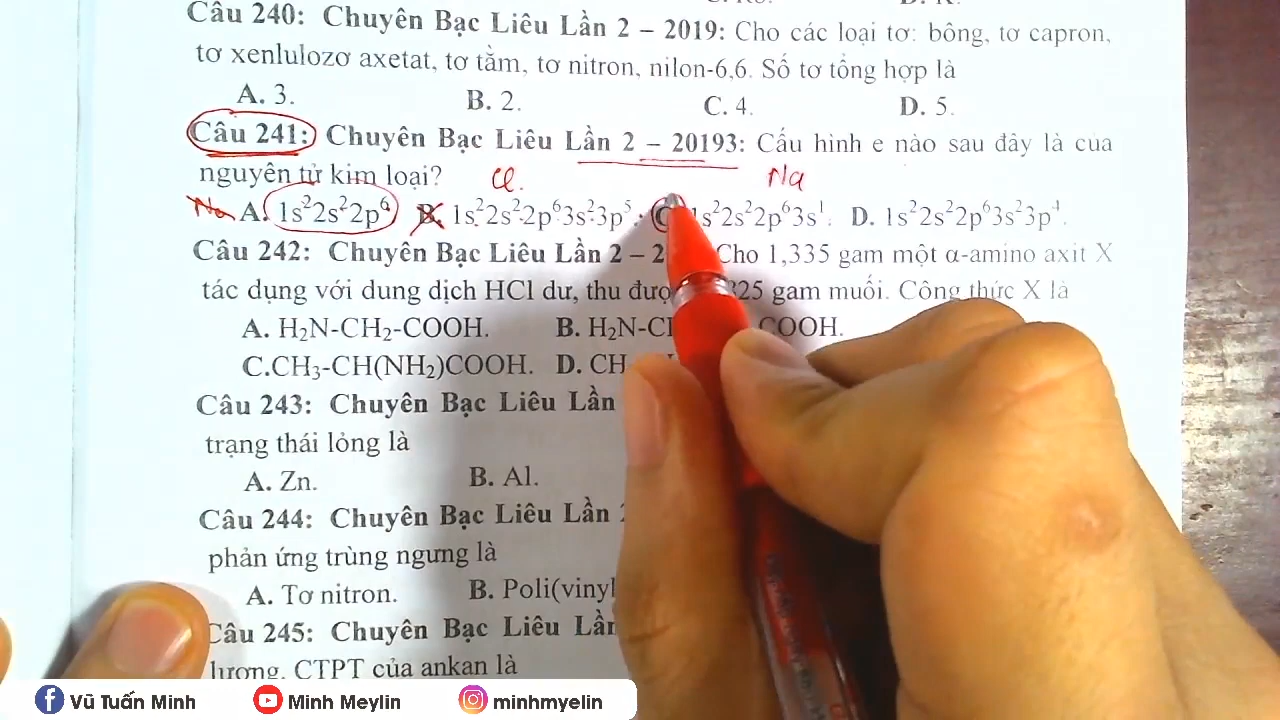 Câu 240: Chuyên Bạc Liêu Lần 2 – 2019: Cho các loại tơ: bông, tơ capron,
tơ xenlulozơ axetat, tơ tằm, tơ nitron, nilon-6,6. Số tơ tổng hợp là
A. 3. B. 2. C. 4. D. 5.
Câu 241: Chuyên Bạc Liêu Lần 2 – 20193: Cấu hình e nào sau đây là của
nguyên tử kim loại? Cl. Na
Na A. 1s²2s²2p⁶ B. 1s²2s²2p⁶3s²3p⁵. C 1s²2s²2p⁶3s¹. D. 1s²2s²2p⁶3s²3p⁴.
Câu 242: Chuyên Bạc Liêu Lần 2 – 2 Cho 1,335 gam một α-amino axit X
tác dụng với dung dịch HCl dư, thu đượ 25 gam muối. Công thức X là
A. H₂N-CH₂-COOH. B. H₂N-CH COOH.
C.CH₃-CH(NH₂)COOH. D. CH
Câu 243: Chuyên Bạc Liêu Lần
trạng thái lỏng là
A. Zn. B. Al.
Câu 244: Chuyên Bạc Liêu Lần
phản ứng trùng ngưng là
A. Tơ nitron. B. Poli(vinyl
Câu 245: Chuyên Bạc Liêu Lần
lượng. CTPT của ankan là
Vũ Tuấn Minh Minh Meylin minhmyelin